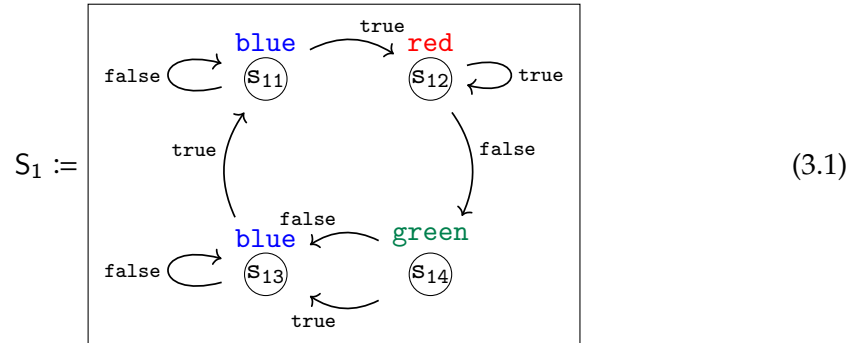 true
blue red
false s₁₁ s₁₂ true
true false
S₁ := (3.1)
false
blue green
false s₁₃ s₁₄
true